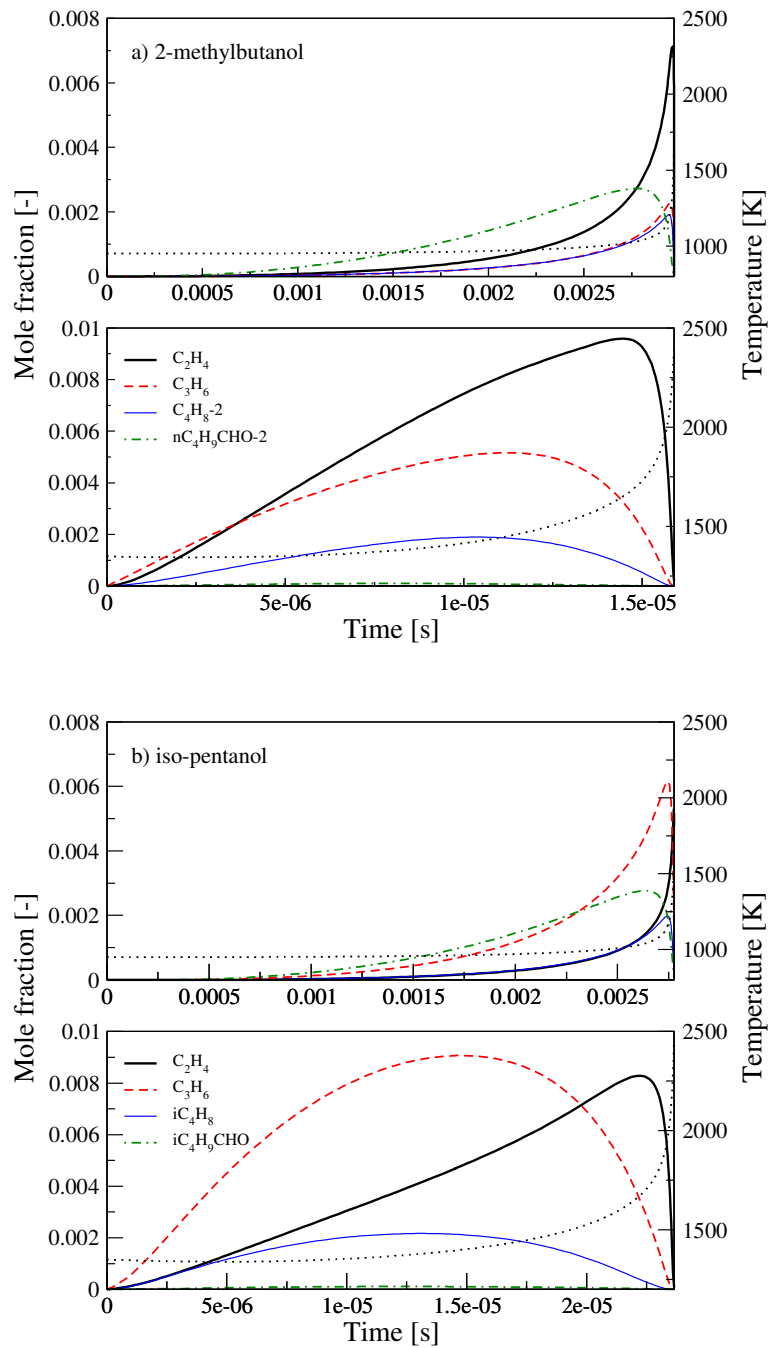 a) 2-methylbutanol
0.008
0.006
0.004
0.002
0
2500
2000
1500
1000
0
0.0005
0.001
0.0015
0.002
0.0025
Mole fraction [-]
Temperature [K]
0.01
0.008
0.006
0.004
0.002
0
C2H4
C3H6
C4H8-2
nC4H9CHO-2
2500
2000
1500
0
5e-06
1e-05
1.5e-05
Time [s]
b) iso-pentanol
0.008
0.006
0.004
0.002
0
2500
2000
1500
1000
0
0.0005
0.001
0.0015
0.002
0.0025
Mole fraction [-]
Temperature [K]
0.01
0.008
0.006
0.004
0.002
0
C2H4
C3H6
iC4H8
iC4H9CHO
2500
2000
1500
0
5e-06
1e-05
1.5e-05
2e-05
Time [s]